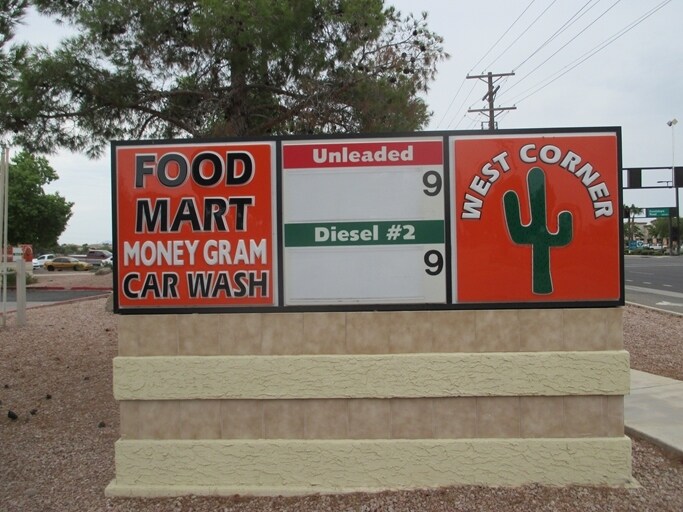 FOOD
MART
MONEY GRAM
CAR WASH
Unleaded
9
Diesel #2
9
WEST CORNER